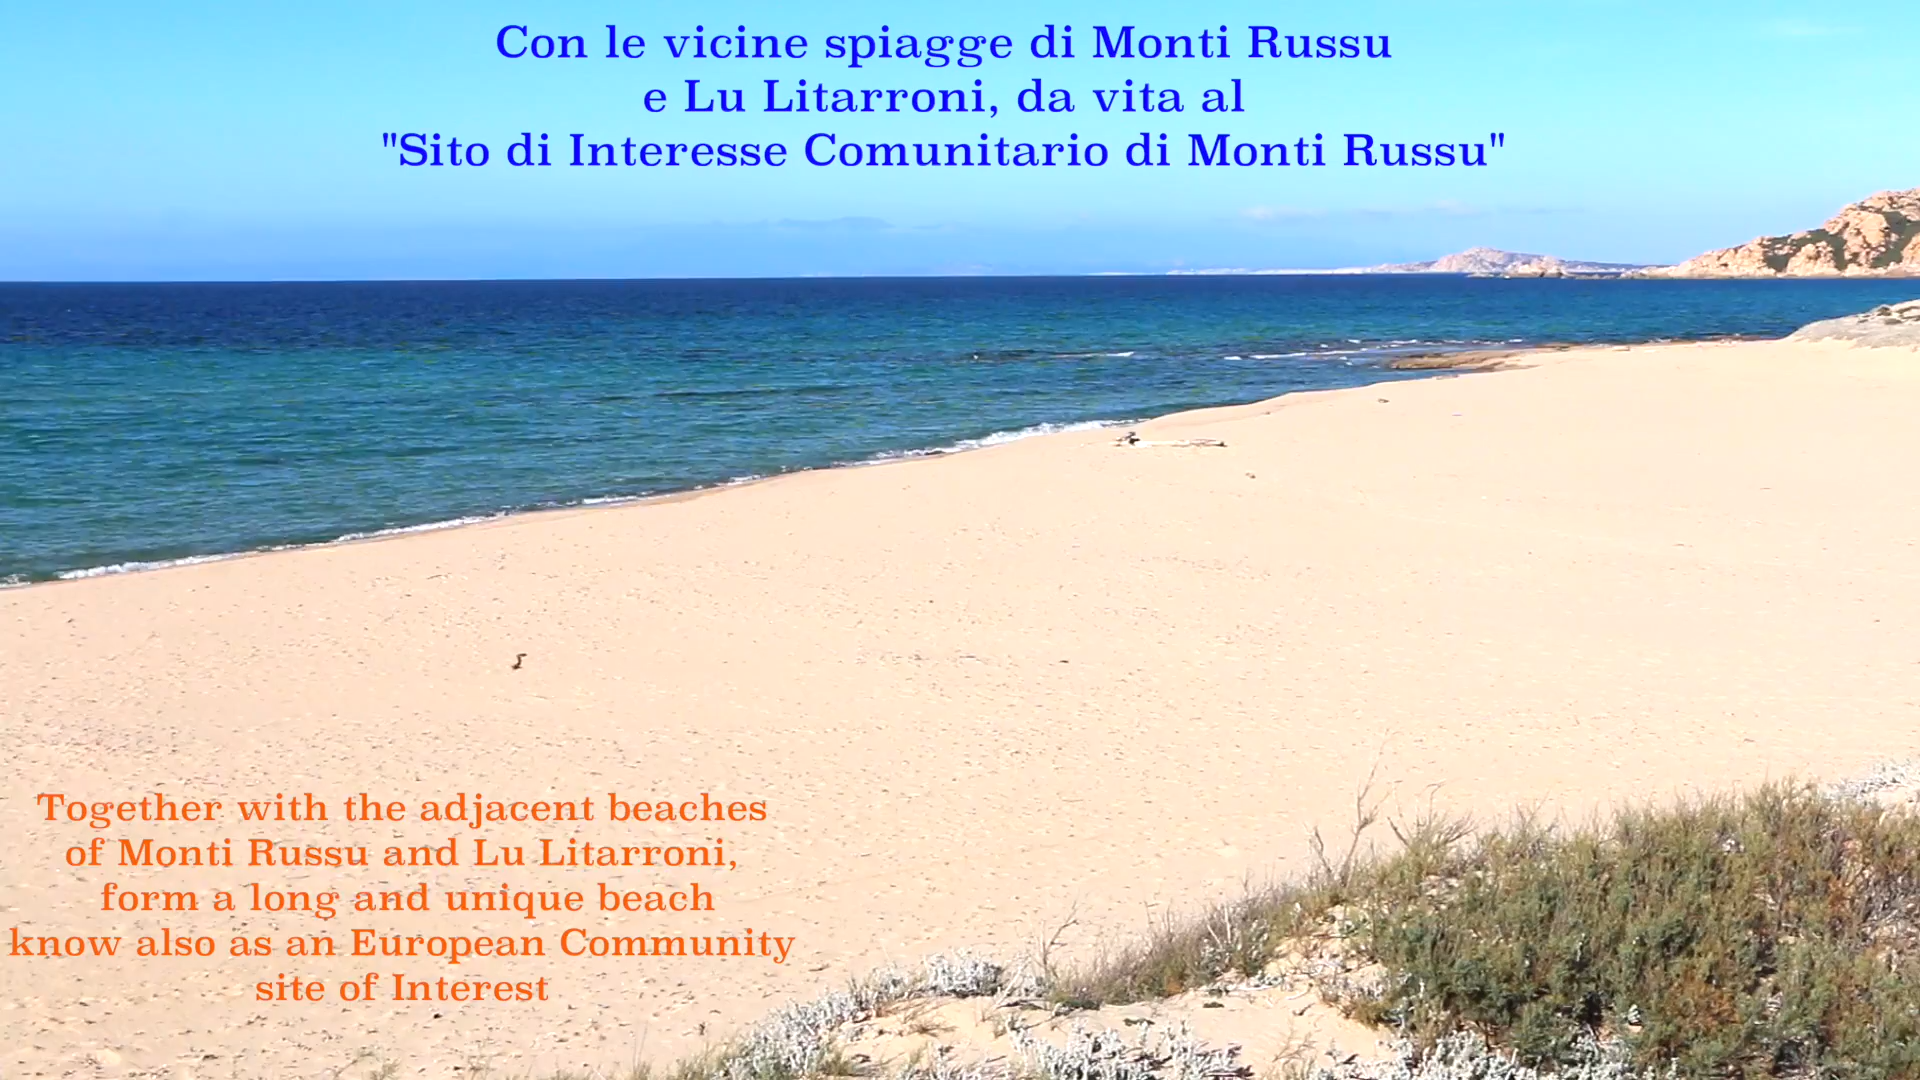 Con le vicine spiagge di Monti Russu
e Lu Litarroni, da vita al
"Sito di Interesse Comunitario di Monti Russu"
Together with the adjacent beaches
of Monti Russu and Lu Litarroni,
form a long and unique beach
know also as an European Community
site of Interest